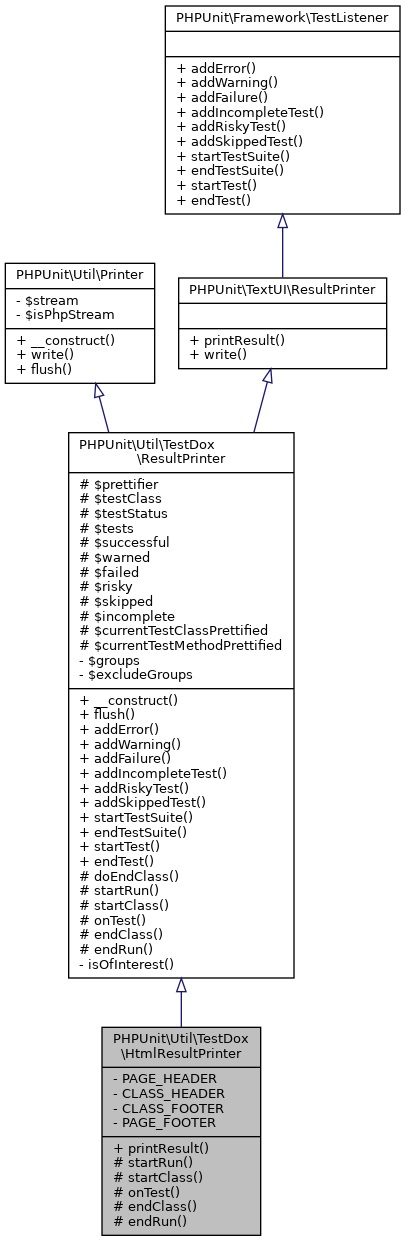 PHPUnit\Framework\TestListener
+ addError()
+ addWarning()
+ addFailure()
+ addIncompleteTest()
+ addRiskyTest()
+ addSkippedTest()
+ startTestSuite()
+ endTestSuite()
+ startTest()
+ endTest()
PHPUnit\Util\Printer
- $stream
- $isPhpStream
+ __construct()
+ write()
+ flush()
PHPUnit\TextUI\ResultPrinter
+ printResult()
+ write()
PHPUnit\Util\TestDox
\ResultPrinter
# $prettifier
# $testClass
# $testStatus
# $tests
# $successful
# $warned
# $failed
# $risky
# $skipped
# $incomplete
# $currentTestClassPrettified
# $currentTestMethodPrettified
- $groups
- $excludeGroups
+ __construct()
+ flush()
+ addError()
+ addWarning()
+ addFailure()
+ addIncompleteTest()
+ addRiskyTest()
+ addSkippedTest()
+ startTestSuite()
+ endTestSuite()
+ startTest()
+ endTest()
# doEndClass()
# startRun()
# startClass()
# onTest()
# endClass()
# endRun()
- isOfInterest()
PHPUnit\Util\TestDox
\HtmlResultPrinter
- PAGE_HEADER
- CLASS_HEADER
- CLASS_FOOTER
- PAGE_FOOTER
+ printResult()
# startRun()
# startClass()
# onTest()
# endClass()
# endRun()